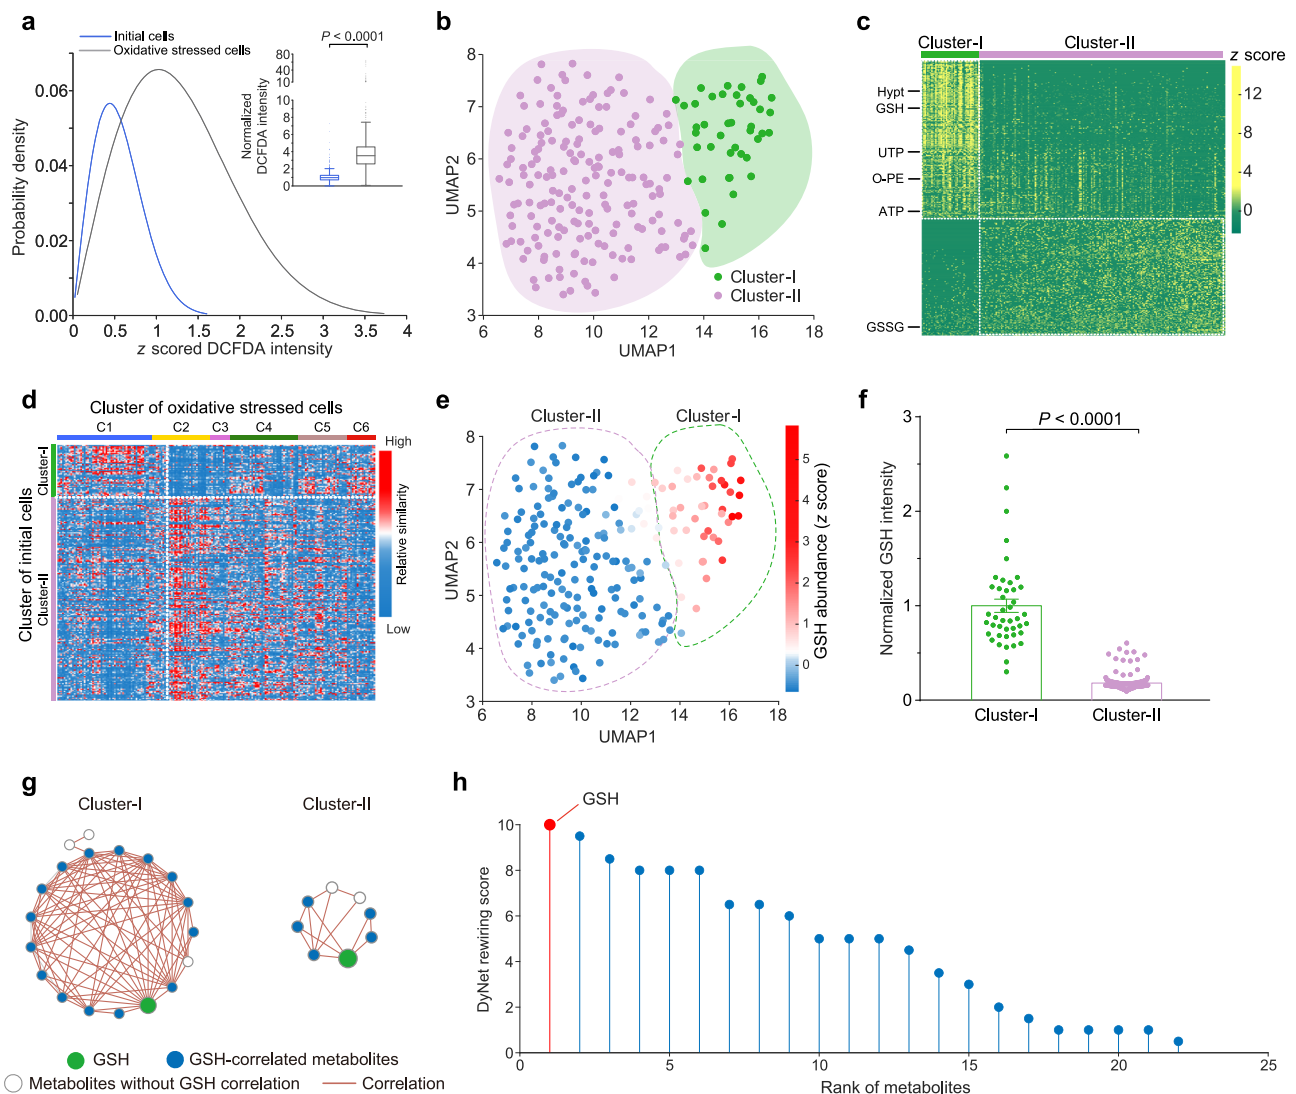 a
Initial cells
Oxidative stressed cells
Probability density
0.06
0.04
0.02
0.00
0
0.5
1
1.5
2
2.5
3
3.5
4
z scored DCFDA intensity
P < 0.0001
Normalized
DCFDA intensity
80
60
40
20
10
10
8
6
4
2
0
b
UMAP2
8
7
6
5
4
3
6
8
10
12
14
16
18
UMAP1
Cluster-I
Cluster-II
c
Cluster-I
Cluster-II
z score
Hypt
GSH
UTP
O-PE
ATP
GSSG
12
8
4
0
d
Cluster of oxidative stressed cells
C1
C2
C3
C4
C5
C6
Cluster of initial cells
Cluster-I
Cluster-II
High
Relative similarity
Low
e
Cluster-II
Cluster-I
UMAP2
8
7
6
5
4
3
6
8
10
12
14
16
18
UMAP1
5
4
3
2
1
0
GSH abundance (z score)
f
P < 0.0001
Normalized GSH intensity
3
2
1
0
Cluster-I
Cluster-II
g
Cluster-I
Cluster-II
GSH
GSH-correlated metabolites
Metabolites without GSH correlation
Correlation
h
GSH
DyNet rewiring score
10
8
6
4
2
0
0
5
10
15
20
25
Rank of metabolites